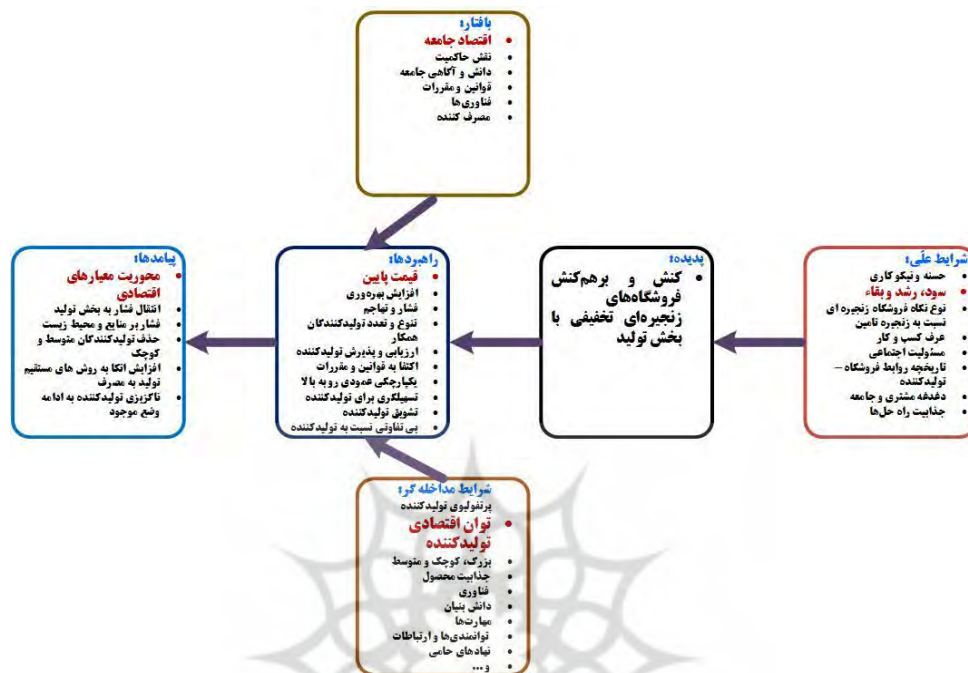 بافتار:
• اقتصاد جامعه
• نقش حاکمیت
• دانش و آگاهی جامعه
• قوانین و مقررات
• فناوری‌ها
• مصرف کننده
شرایط علّی:
• حسنه و نیکوکاری
• سود، رشد و بقاء
• نوع نگاه فروشگاه زنجیره ای
نسبت به زنجیره تامین
• عرف کسب و کار
• مسئولیت اجتماعی
• تاریخچه روابط فروشگاه –
تولیدکننده
• دغدغه مشتری و جامعه
• جذابیت راه حل‌ها
پدیده:
• کنش و برهم‌کنش
فروشگاه‌های
زنجیره‌ای تخفیفی با
بخش تولید
راهبردها:
• قیمت پایین
• افزایش بهره‌وری
• فشار و تهاجم
• تنوع و تعدد تولیدکنندگان
همکار
• ارزیابی و پذیرش تولیدکننده
• اکتفا به قوانین و مقررات
• یکپارچگی عمودی رو به بالا
• تسهیلگری برای تولیدکننده
• تشویق تولیدکننده
• بی تفاوتی نسبت به تولیدکننده
پیامدها:
• محوریت معیارهای
اقتصادی
• انتقال فشار به بخش تولید
• فشار بر منابع و محیط زیست
• حذف تولیدکنندگان متوسط و
کوچک
• افزایش اتکا به روش های مستقیم
تولید به مصرف
• ناگزیری تولیدکننده به ادامه
وضع موجود
شرایط مداخله گر:
پرتفولیوی تولیدکننده
• توان اقتصادی
تولیدکننده
• بزرگ، کوچک و متوسط
• جذابیت محصول
• فناوری
• دانش بنیان
• مهارت‌ها
• توانمندی‌ها و ارتباطات
• نهادهای حامی
• و ...